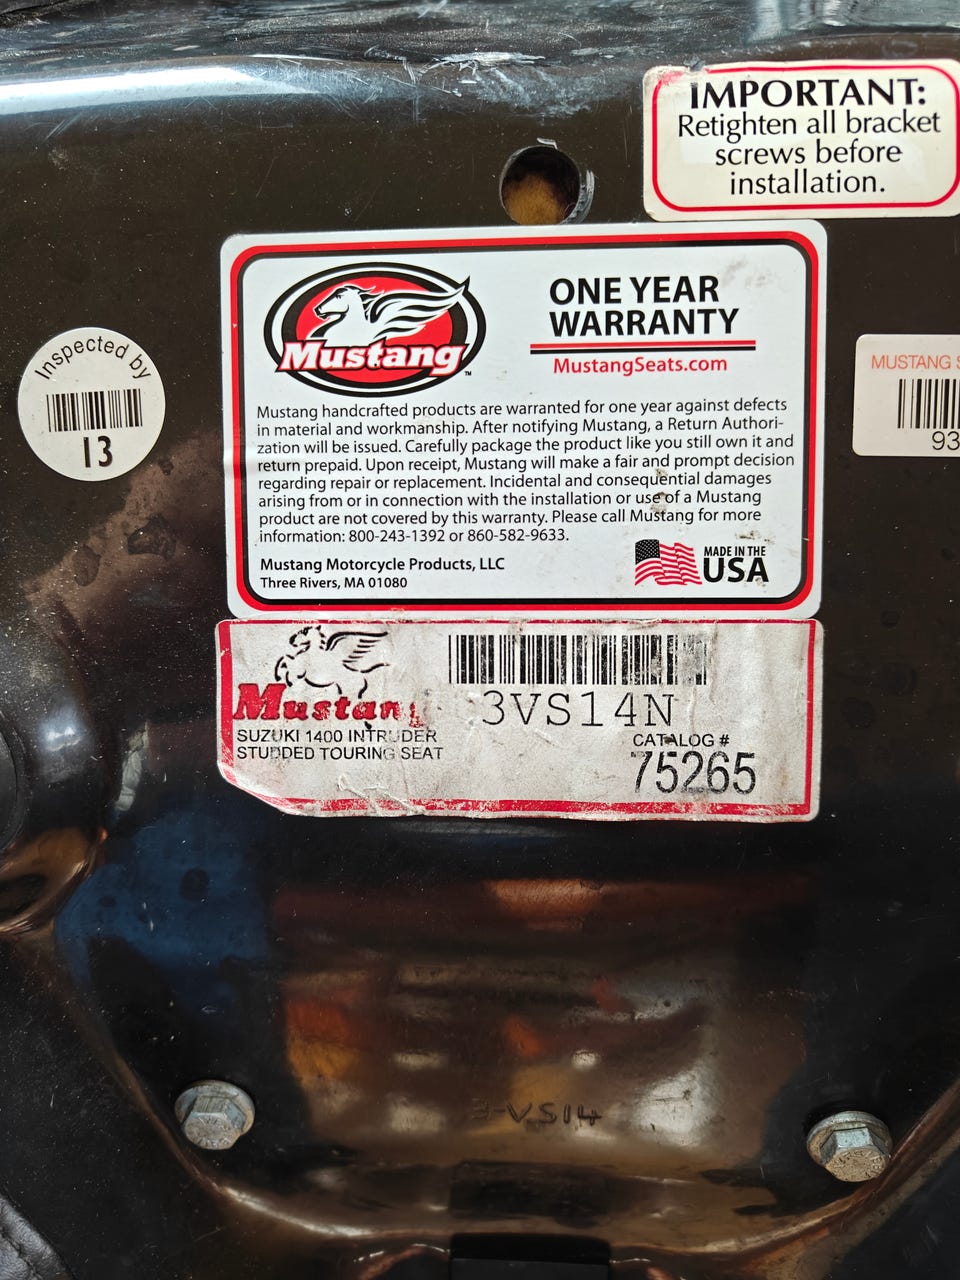 IMPORTANT:
Retighten all bracket
screws before
installation.
Mustang
™
ONE YEAR
WARRANTY
MustangSeats.com
Mustang handcrafted products are warranted for one year against defects
in material and workmanship. After notifying Mustang, a Return Authori-
zation will be issued. Carefully package the product like you still own it and
return prepaid. Upon receipt, Mustang will make a fair and prompt decision
regarding repair or replacement. Incidental and consequential damages
arising from or in connection with the installation or use of a Mustang
product are not covered by this warranty. Please call Mustang for more
information: 800-243-1392 or 860-582-9633.
Mustang Motorcycle Products, LLC
Three Rivers, MA 01080
MADE IN THE
USA
Inspected by
13
MUSTANG S
93
Mustang
3VS14N
SUZUKI 1400 INTRUDER
STUDDED TOURING SEAT
CATALOG #
75265
3-VS14